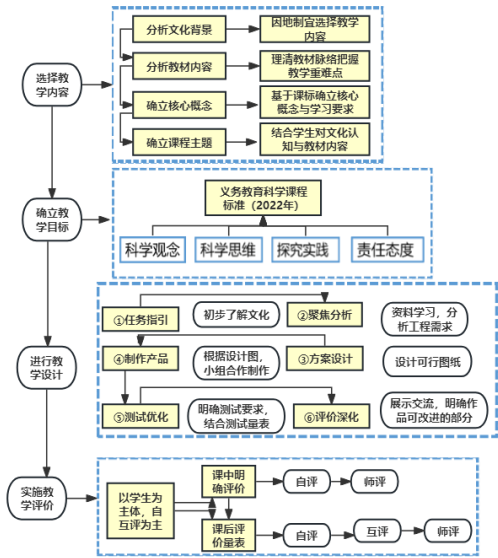 选择教
学内容
分析文化背景
因地制宜选择教学
内容
分析教材内容
理清教材脉络把握
教学重难点
确立核心概念
基于课标确立核心
概念与学习要求
确立课程主题
结合学生对文化认
知与教材内容
确立教
学目标
义务教育科学课程
标准（2022年）
科学观念
科学思维
探究实践
责任态度
进行教
学设计
①任务指引
初步了解文化
②聚焦分析
资料学习，分
析工程需求
④制作产品
根据设计图，
小组合作制作
③方案设计
设计可行图纸
⑤测试优化
明确测试要求，
结合测试量表
⑥评价深化
展示交流，明确作
品可改进的部分
实施教
学评价
以学生为
主体，自
互评为主
课中明
确评价
自评
师评
课后评
价量表
自评
互评
师评